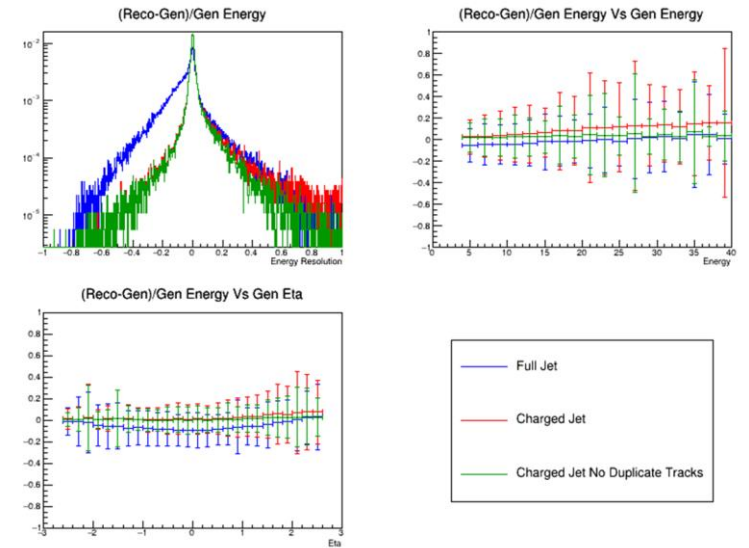 (Reco-Gen)/Gen Energy
10⁻²
10⁻³
10⁻⁴
10⁻⁵
−1 −0.8 −0.6 −0.4 −0.2 0 0.2 0.4 0.6 0.8 1
Energy Resolution
(Reco-Gen)/Gen Energy Vs Gen Energy
1
0.8
0.6
0.4
0.2
0
−0.2
−0.4
−0.6
−0.8
−1
0 5 10 15 20 25 30 35 40
Energy
(Reco-Gen)/Gen Energy Vs Gen Eta
1
0.8
0.6
0.4
0.2
0
−0.2
−0.4
−0.6
−0.8
−1
−3 −2 −1 0 1 2 3
Eta
Full Jet
Charged Jet
Charged Jet No Duplicate Tracks